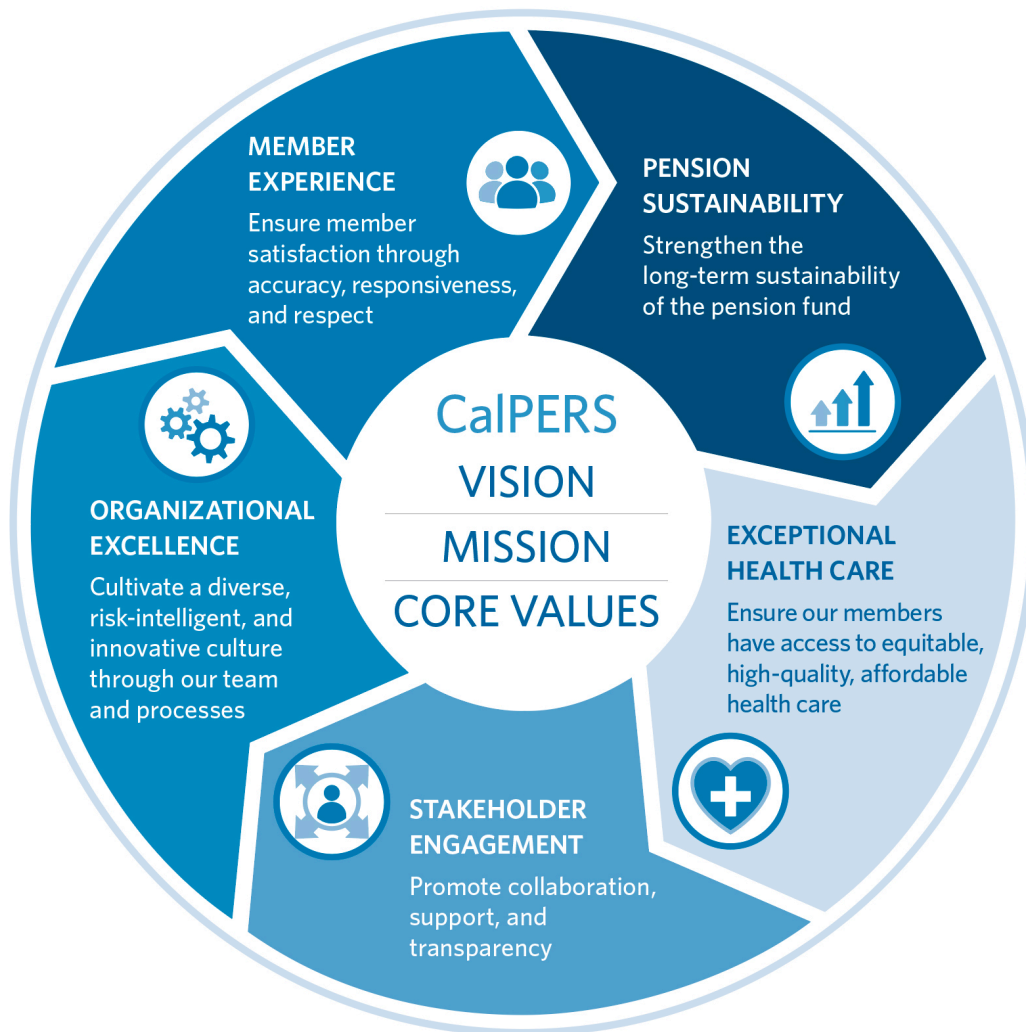 MEMBER
EXPERIENCE
Ensure member
satisfaction through
accuracy, responsiveness,
and respect
PENSION
SUSTAINABILITY
Strengthen the
long-term sustainability
of the pension fund
EXCEPTIONAL
HEALTH CARE
Ensure our members
have access to equitable,
high-quality, affordable
health care
STAKEHOLDER
ENGAGEMENT
Promote collaboration,
support, and
transparency
ORGANIZATIONAL
EXCELLENCE
Cultivate a diverse,
risk-intelligent, and
innovative culture
through our team
and processes
CalPERS
VISION
MISSION
CORE VALUES